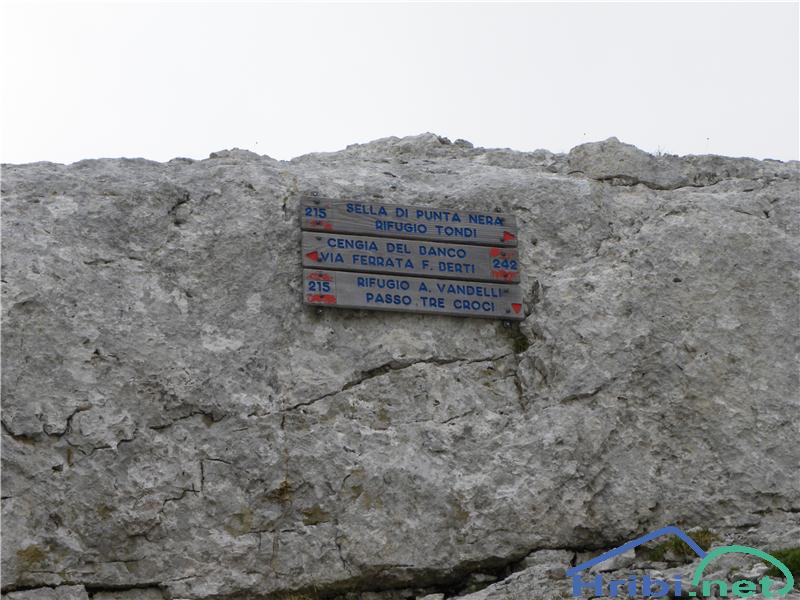 215 SELLA DI PUNTA NERA
RIFUGIO TONDI
CENGIA DEL BANCO
VIA FERRATA F. BERTI 242
215 RIFUGIO A. VANDELLI
PASSO TRE CROCI
Hribi.net